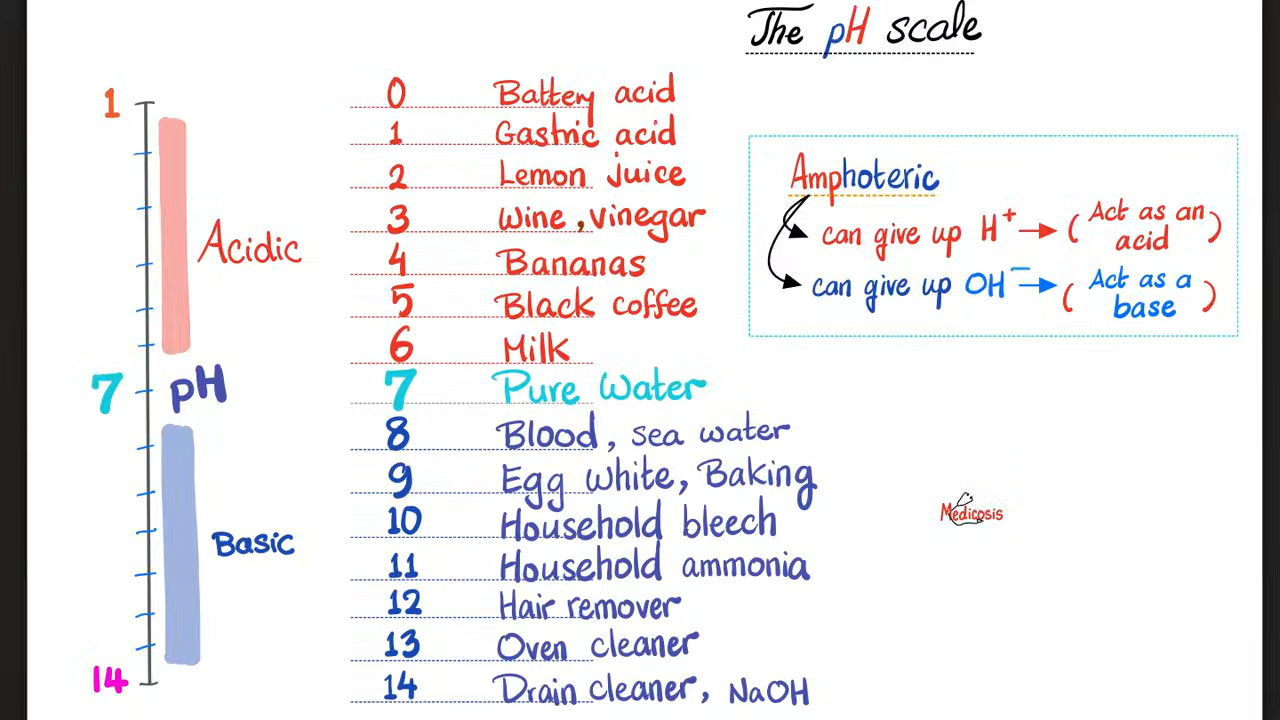 The pH scale
1
Acidic
7 pH
Basic
14
0 Battery acid
1 Gastric acid
2 Lemon juice
3 Wine, vinegar
4 Bananas
5 Black coffee
6 Milk
7 Pure Water
8 Blood, sea water
9 Egg white, Baking
10 Household bleech
11 Household ammonia
12 Hair remover
13 Oven cleaner
14 Drain cleaner, NaOH
Amphoteric
can give up H⁺ → (Act as an
acid)
can give up OH⁻ → (Act as a
base)
Medicosis